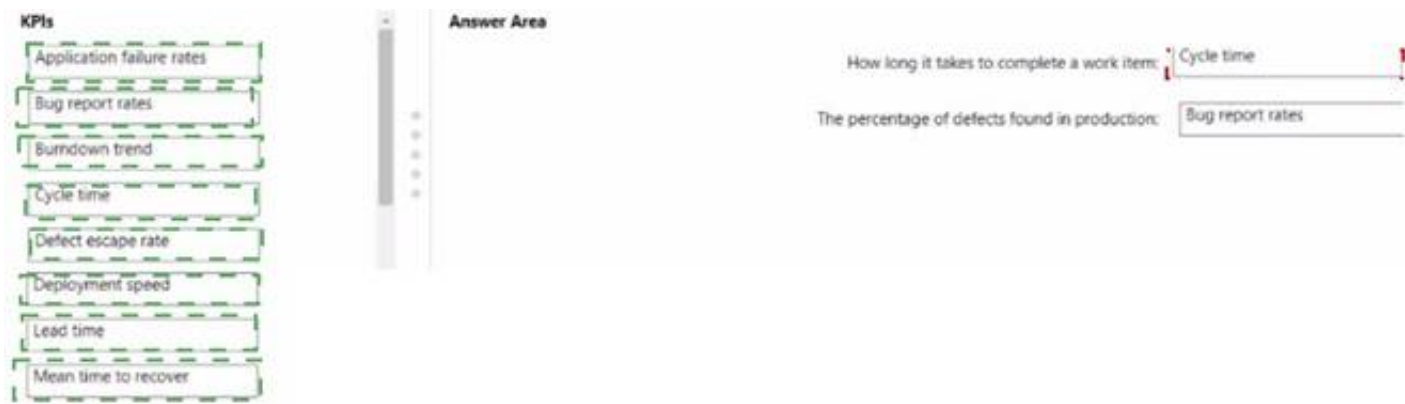 KPIs
Application failure rates
Bug report rates
Burndown trend
Cycle time
Defect escape rate
Deployment speed
Lead time
Mean time to recover
Answer Area
How long it takes to complete a work item: Cycle time
The percentage of defects found in production: Bug report rates